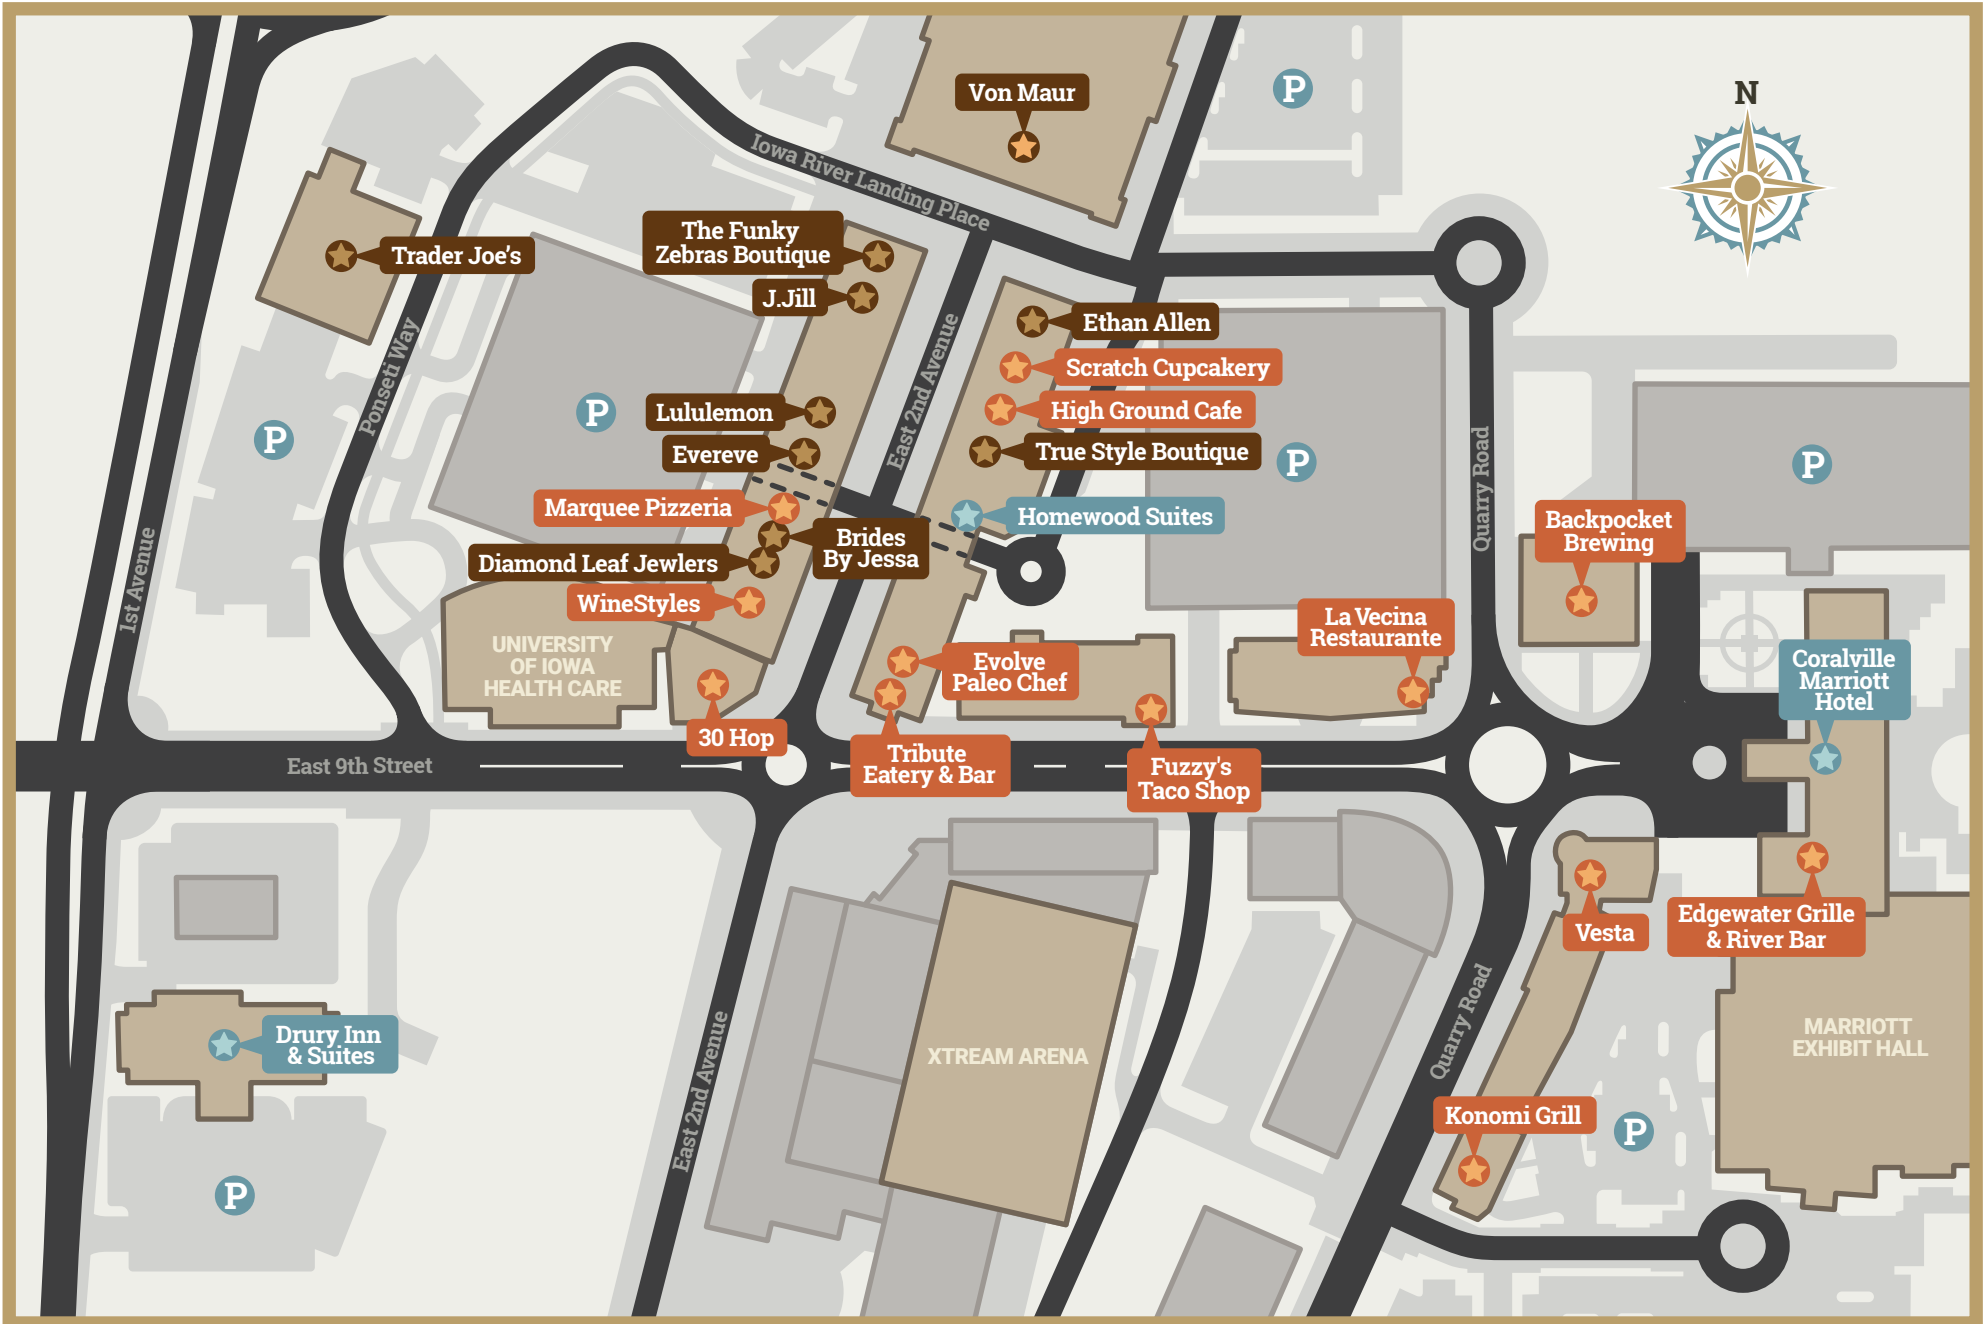 N
P
Von Maur
Iowa River Landing Place
The Funky
Zebras Boutique
Trader Joe's
J.Jill
Ethan Allen
Scratch Cupcakery
High Ground Cafe
Lululemon
True Style Boutique
Evereve
P
P
P
P
Ponseti Way
East 2nd Avenue
Quarry Road
Marquee Pizzeria
Homewood Suites
Backpocket
Brewing
Brides
By Jessa
Diamond Leaf Jewlers
WineStyles
1st Avenue
La Vecina
Restaurante
UNIVERSITY
OF IOWA
HEALTH CARE
Evolve
Paleo Chef
Coralville
Marriott
Hotel
30 Hop
Tribute
Eatery & Bar
Fuzzy's
Taco Shop
East 9th Street
Vesta
Edgewater Grille
& River Bar
Drury Inn
& Suites
XTREAM ARENA
MARRIOTT
EXHIBIT HALL
East 2nd Avenue
Quarry Road
Konomi Grill
P
P